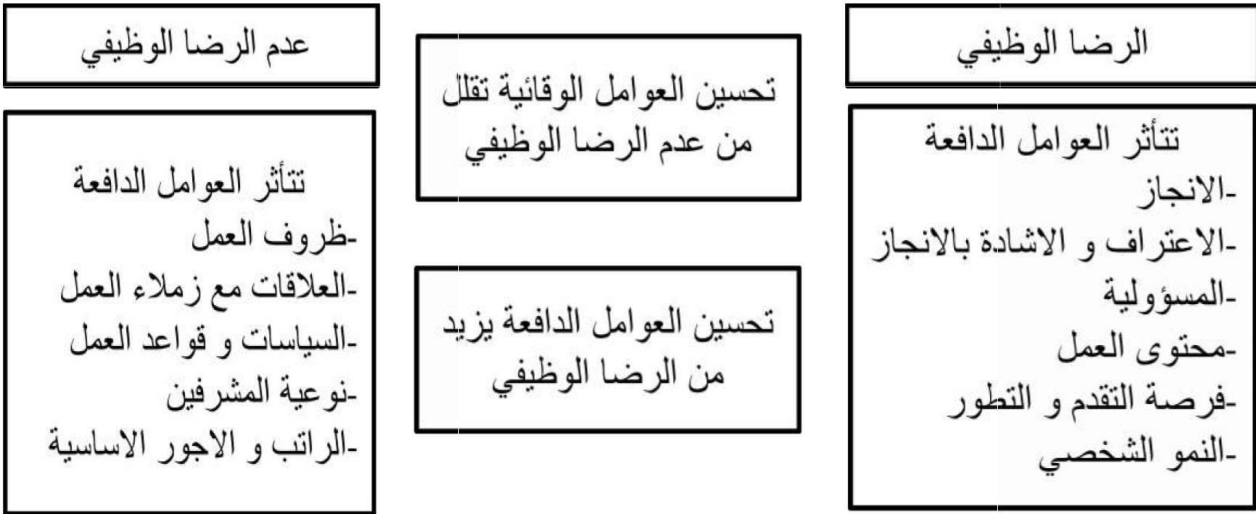 الرضا الوظيفي
تتأثر العوامل الدافعة
-الانجاز
-الاعتراف و الاشادة بالانجاز
-المسؤولية
-محتوى العمل
-فرصة التقدم و التطور
-النمو الشخصي
تحسين العوامل الوقائية تقلل
من عدم الرضا الوظيفي
تحسين العوامل الدافعة يزيد
من الرضا الوظيفي
عدم الرضا الوظيفي
تتأثر العوامل الدافعة
-ظروف العمل
-العلاقات مع زملاء العمل
-السياسات و قواعد العمل
-نوعية المشرفين
-الراتب و الاجور الاساسية